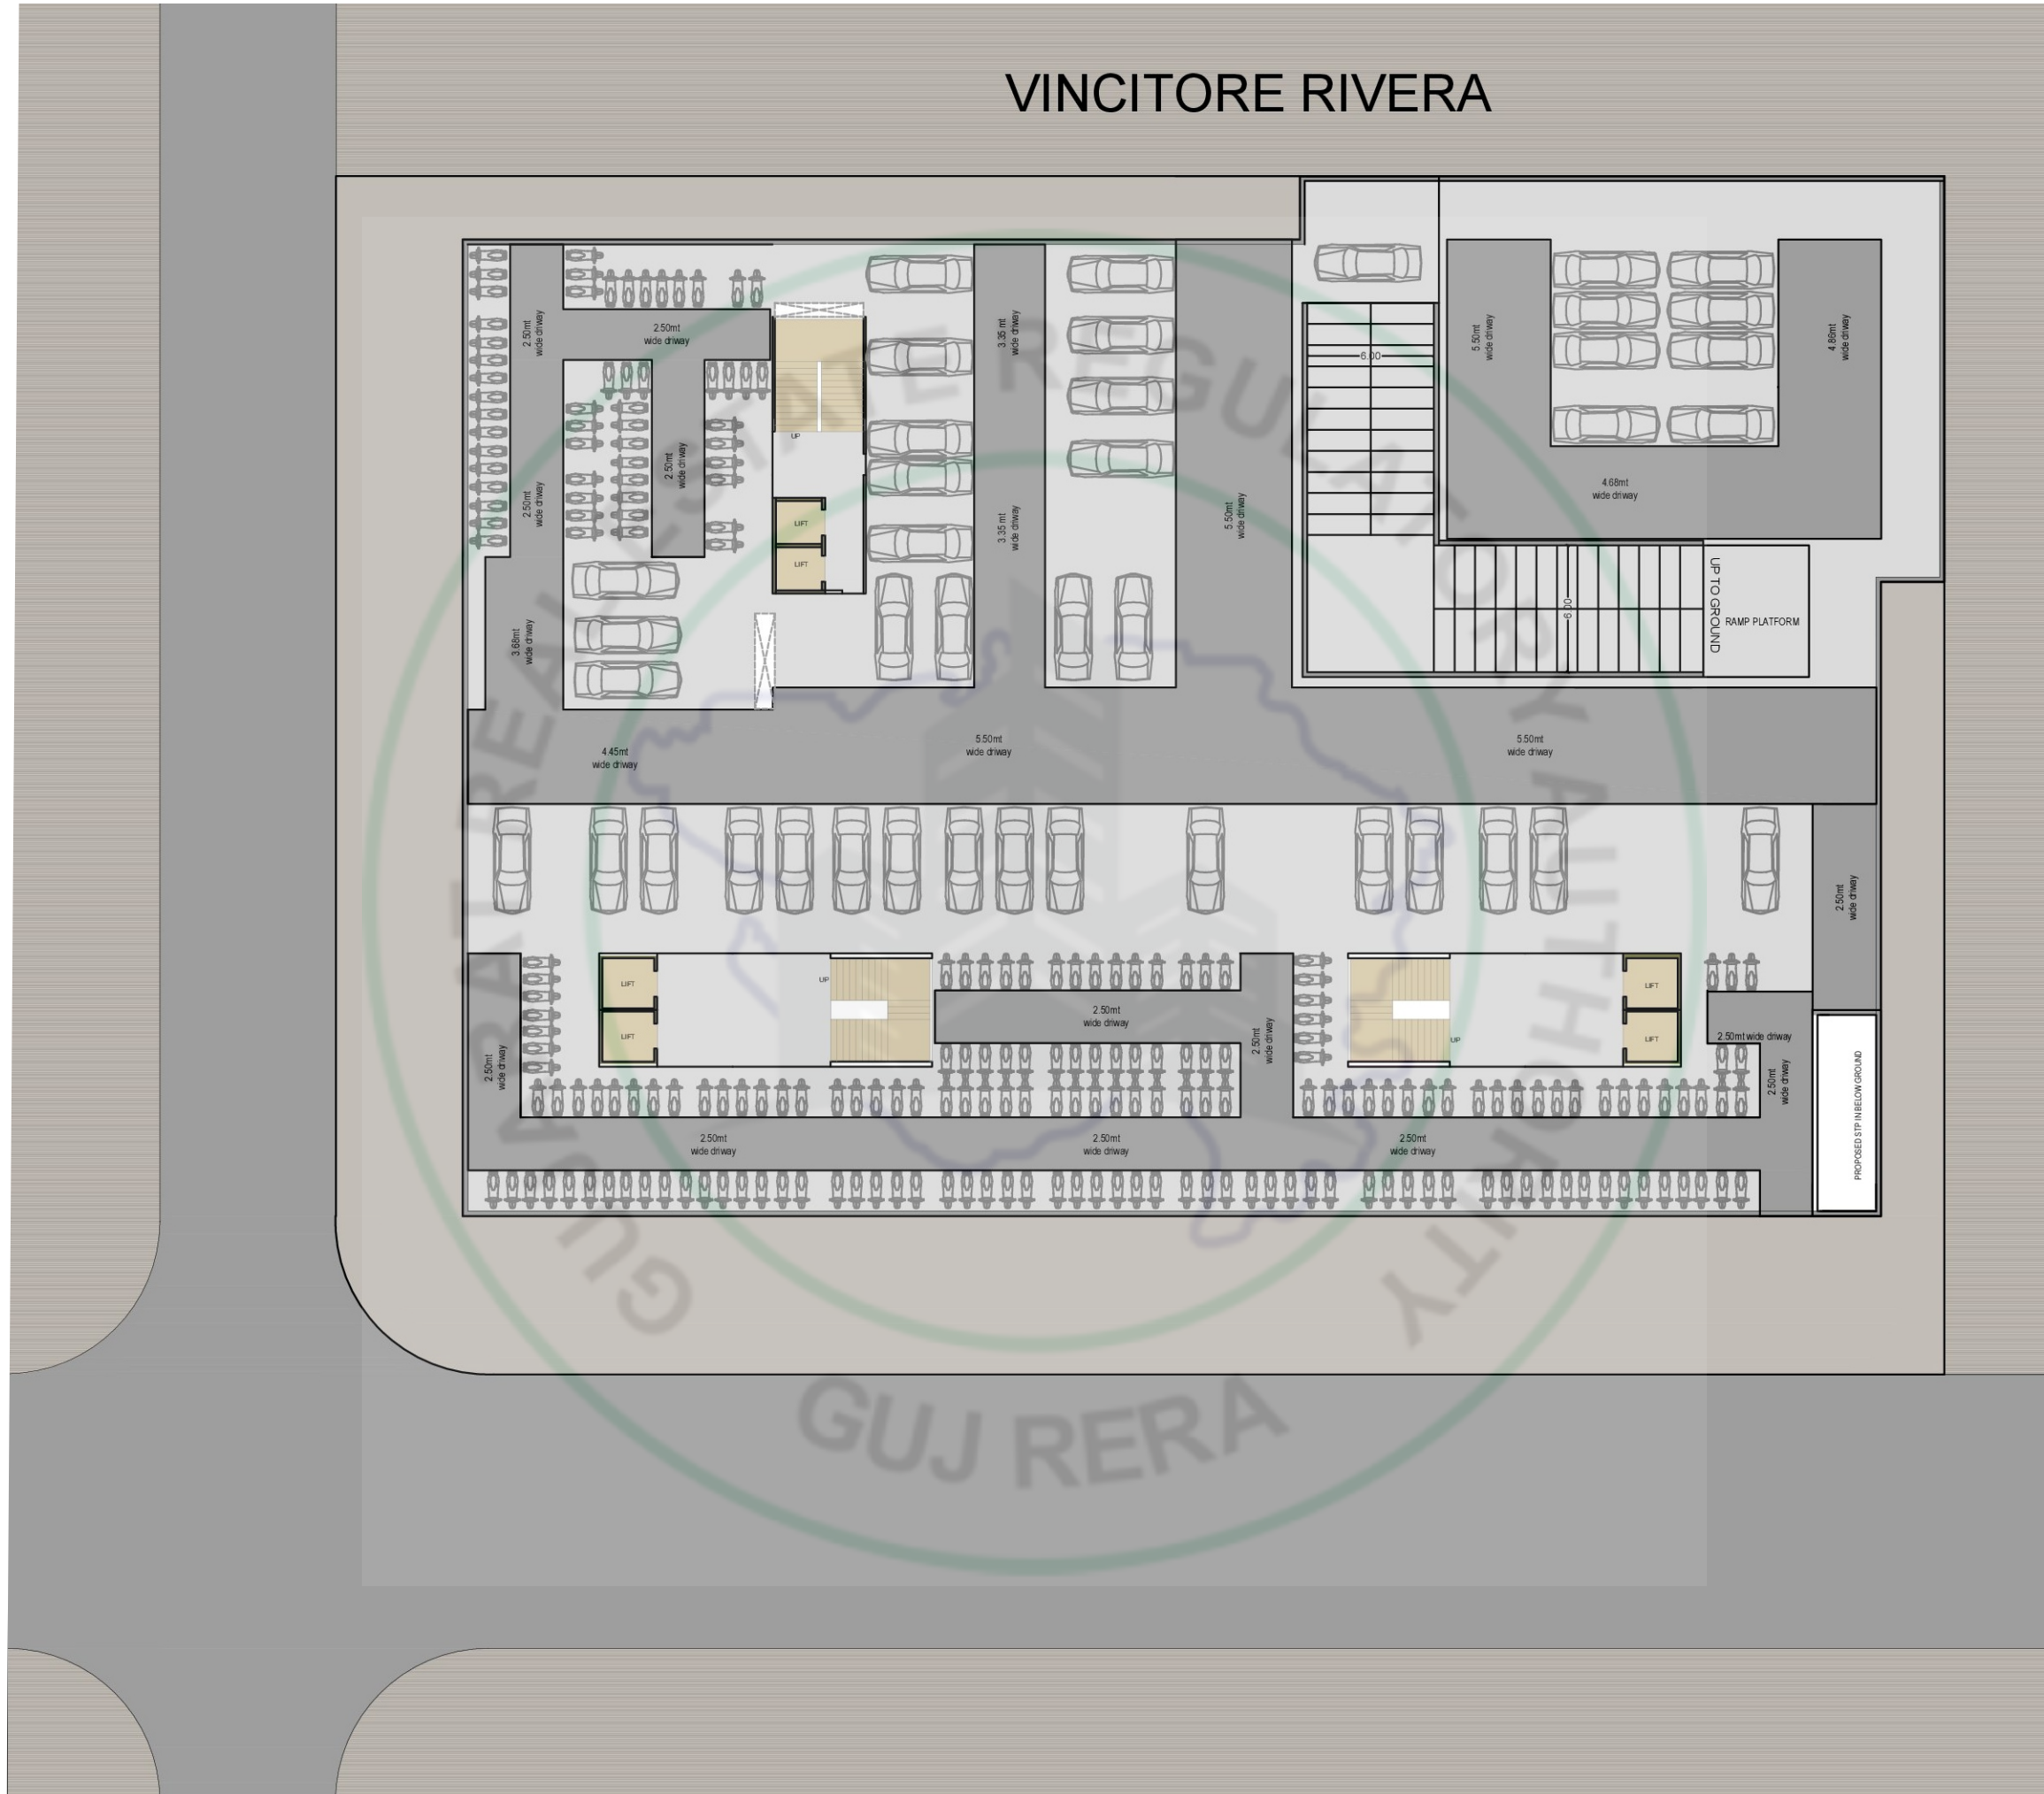 VINCITORE RIVERA
2.50mt
wide driway
2.50mt
wide driway
3.35 mt
wide driway
5.50mt
wide driway
4.86mt
wide driway
6.00
UP
2.50mt
wide driway
2.50mt
wide driway
LIFT
LIFT
3.35 mt
wide driway
5.50mt
wide driway
4.68mt
wide driway
3.68mt
wide driway
6.00
UP TO GROUND
RAMP PLATFORM
4.45mt
wide driway
5.50mt
wide driway
5.50mt
wide driway
2.50mt
wide driway
LIFT
LIFT
UP
2.50mt
wide driway
2.50mt
wide driway
2.50mt
wide driway
UP
LIFT
LIFT
2.50mt wide driway
2.50mt
wide driway
PROPOSED STP IN BELOW GROUND
2.50mt
wide driway
2.50mt
wide driway
2.50mt
wide driway
GUJARAT REAL ESTATE REGULATORY AUTHORITY
GUJ RERA